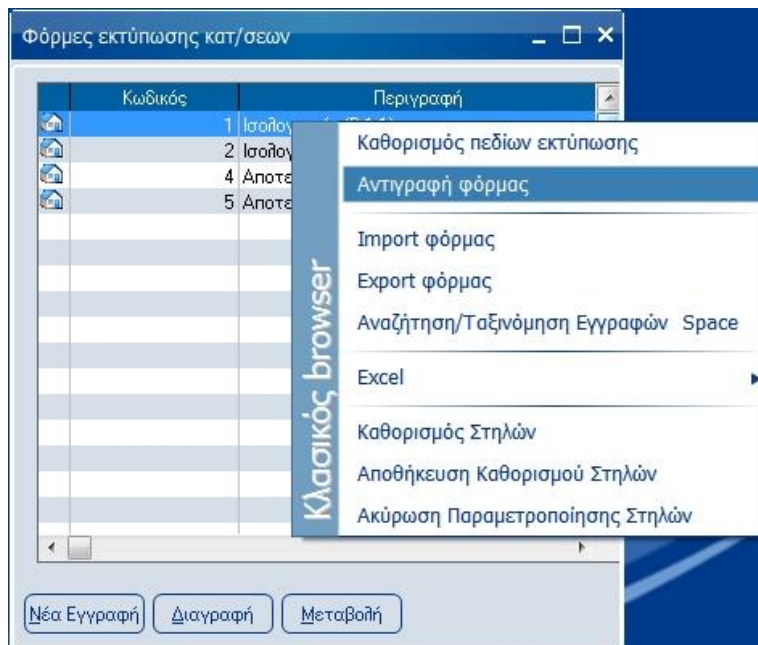 Φόρμες εκτύπωσης κατ/σεων
Κωδικός Περιγραφή
1
2 Ισολογ
4 Αποτε
5 Αποτε
Κλασικός browser
Καθορισμός πεδίων εκτύπωσης
Αντιγραφή φόρμας
Import φόρμας
Export φόρμας
Αναζήτηση/Ταξινόμηση Εγγραφών Space
Excel
Καθορισμός Στηλών
Αποθήκευση Καθορισμού Στηλών
Ακύρωση Παραμετροποίησης Στηλών
Νέα Εγγραφή Διαγραφή Μεταβολή